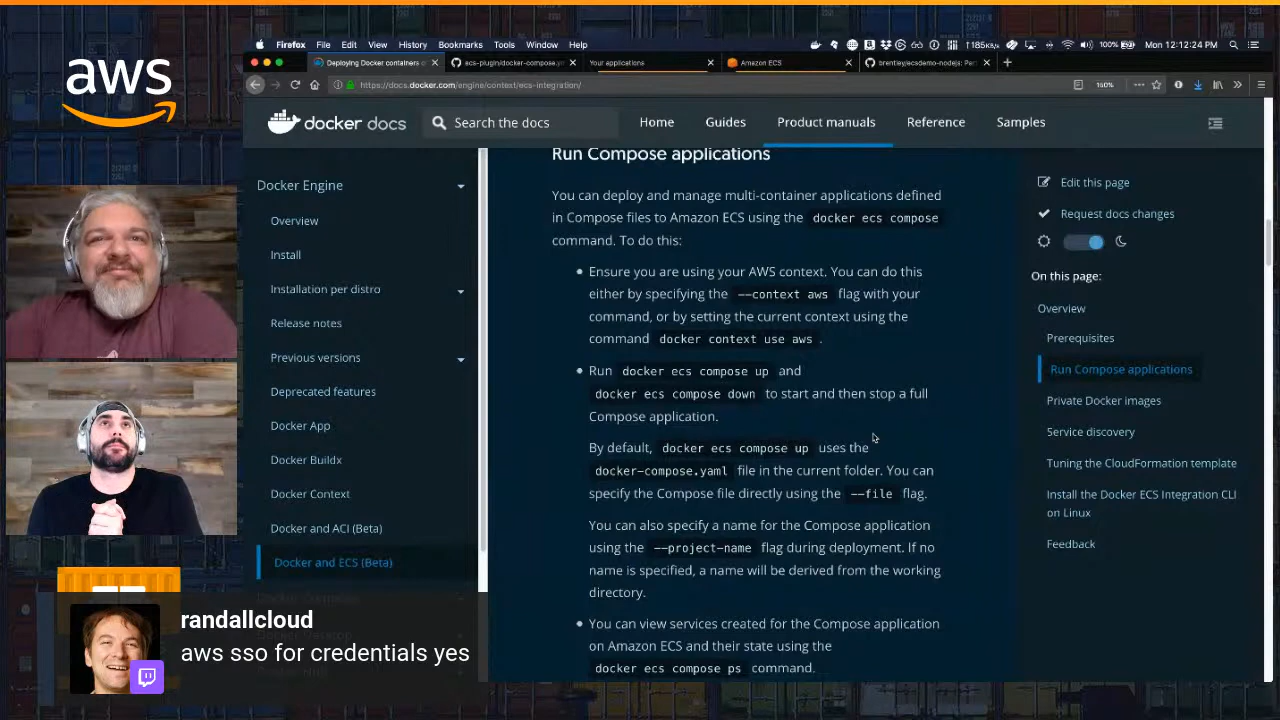 aws
Firefox File Edit View History Bookmarks Tools Window Help
100%
Mon 12:12:24
Deploying Docker containers o
ecs-plugin/docker-compose.ym
Your applications
Amazon ECS
https://docs.docker.com/engine/context/ecs-integration/
150%
docker docs
Search the docs
Home
Guides
Product manuals
Reference
Samples
Docker Engine
Overview
Install
Installation per distro
Release notes
Previous versions
Deprecated features
Docker App
Docker Buildx
Docker Context
Docker and ACI (Beta)
Docker and ECS (Beta)
Run Compose applications
You can deploy and manage multi-container applications defined
in Compose files to Amazon ECS using the docker ecs compose
command. To do this:
Ensure you are using your AWS context. You can do this
either by specifying the --context aws flag with your
command, or by setting the current context using the
command docker context use aws .
Run docker ecs compose up and
docker ecs compose down to start and then stop a full
Compose application.
By default, docker ecs compose up uses the
docker-compose.yaml file in the current folder. You can
specify the Compose file directly using the --file flag.
You can also specify a name for the Compose application
using the --project-name flag during deployment. If no
name is specified, a name will be derived from the working
directory.
You can view services created for the Compose application
on Amazon ECS and their state using the
docker ecs compose ps command.
Edit this page
Request docs changes
On this page:
Overview
Prerequisites
Run Compose applications
Private Docker images
Service discovery
Tuning the CloudFormation template
Install the Docker ECS Integration CLI
on Linux
Feedback
randallcloud
aws sso for credentials yes